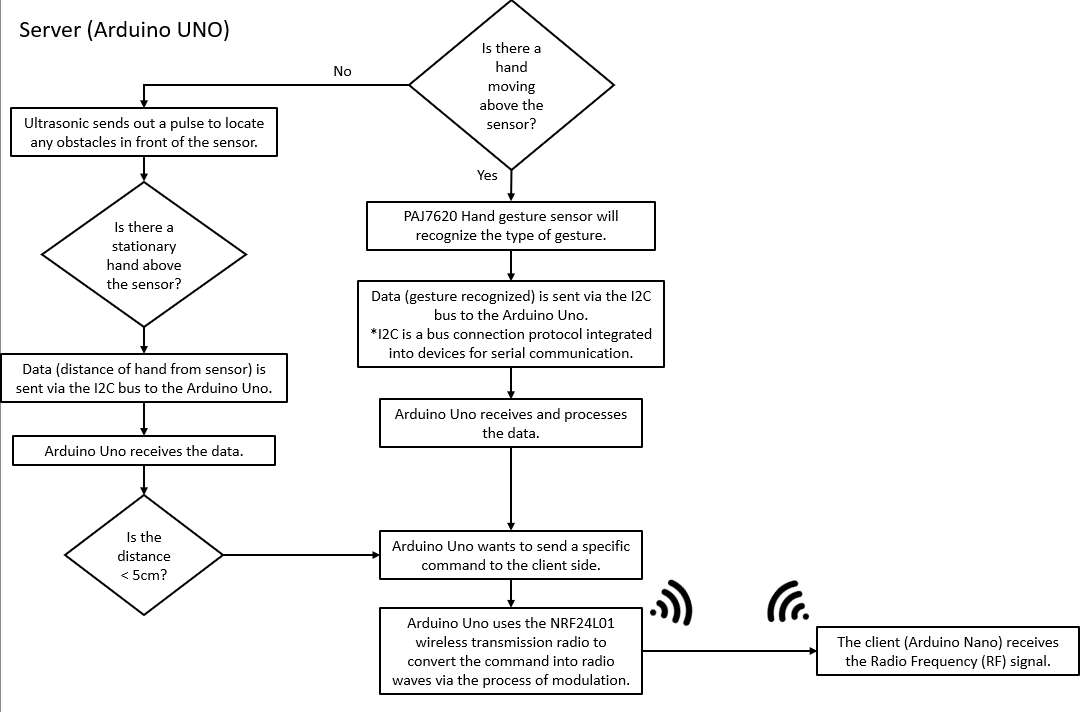 Server (Arduino UNO)
Is there a
hand
moving
above the
sensor?
No
Yes
Ultrasonic sends out a pulse to locate
any obstacles in front of the sensor.
Is there a
stationary
hand above
the sensor?
Data (distance of hand from sensor) is
sent via the I2C bus to the Arduino Uno.
Arduino Uno receives the data.
Is the
distance
< 5cm?
PAJ7620 Hand gesture sensor will
recognize the type of gesture.
Data (gesture recognized) is sent via the I2C
bus to the Arduino Uno.
*I2C is a bus connection protocol integrated
into devices for serial communication.
Arduino Uno receives and processes
the data.
Arduino Uno wants to send a specific
command to the client side.
Arduino Uno uses the NRF24L01
wireless transmission radio to
convert the command into radio
waves via the process of modulation.
The client (Arduino Nano) receives
the Radio Frequency (RF) signal.